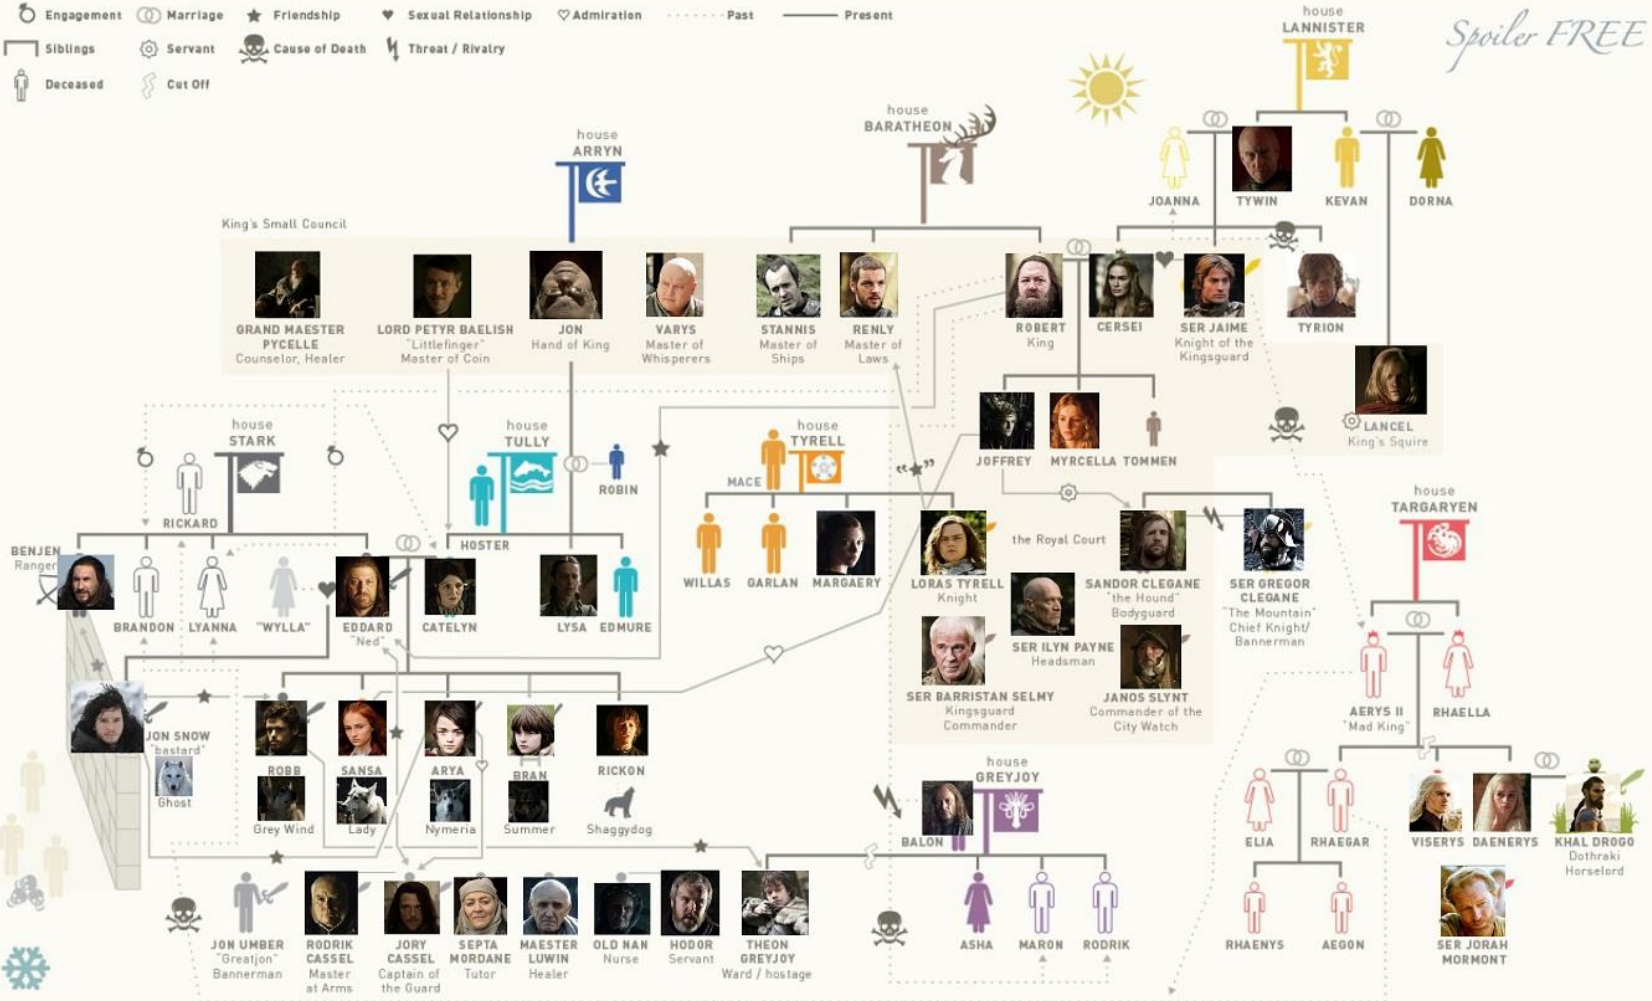 Engagement
Marriage
Friendship
Sexual Relationship
Admiration
Past
Present
Siblings
Servant
Cause of Death
Threat / Rivalry
Deceased
Cut Off
Spoiler FREE
house
LANNISTER
house
BARATHEON
house
ARRYN
JOANNA
TYWIN
KEVAN
DORNA
King's Small Council
GRAND MAESTER
PYCELLE
Counselor, Healer
LORD PETYR BAELISH
"Littlefinger"
Master of Coin
JON
Hand of King
VARYS
Master of
Whisperers
STANNIS
Master of
Ships
RENLY
Master of
Laws
ROBERT
King
CERSEI
SER JAIME
Knight of the
Kingsguard
TYRION
LANCEL
King's Squire
JOFFREY
MYRCELLA
TOMMEN
house
STARK
RICKARD
house
TULLY
HOSTER
ROBIN
house
TYRELL
MACE
BENJEN
Ranger
BRANDON
LYANNA
"WYLLA"
EDDARD
"Ned"
CATELYN
LYSA
EDMURE
WILLAS
GARLAN
MARGAERY
the Royal Court
LORAS TYRELL
Knight
SANDOR CLEGANE
"the Hound"
Bodyguard
SER GREGOR
CLEGANE
"The Mountain"
Chief Knight/
Bannerman
SER ILYN PAYNE
Headsman
SER BARRISTAN SELMY
Kingsguard
Commander
JANOS SLYNT
Commander of the
City Watch
house
TARGARYEN
AERYS II
"Mad King"
RHAELLA
JON SNOW
"bastard"
Ghost
ROBB
Grey Wind
SANSA
Lady
ARYA
Nymeria
BRAN
Summer
RICKON
Shaggydog
house
GREYJOY
BALON
ELIA
RHAEGAR
VISERYS
DAENERYS
KHAL DROGO
Dothraki
Horselord
JON UMBER
"Greatjon"
Bannerman
RODRIK
CASSEL
Master
at Arms
JORY
CASSEL
Captain of
the Guard
SEPTA
MORDANE
Tutor
MAESTER
LUWIN
Healer
OLD NAN
Nurse
HODOR
Servant
THEON
GREYJOY
Ward / hostage
ASHA
MARON
RODRIK
RHAENYS
AEGON
SER JORAH
MORMONT